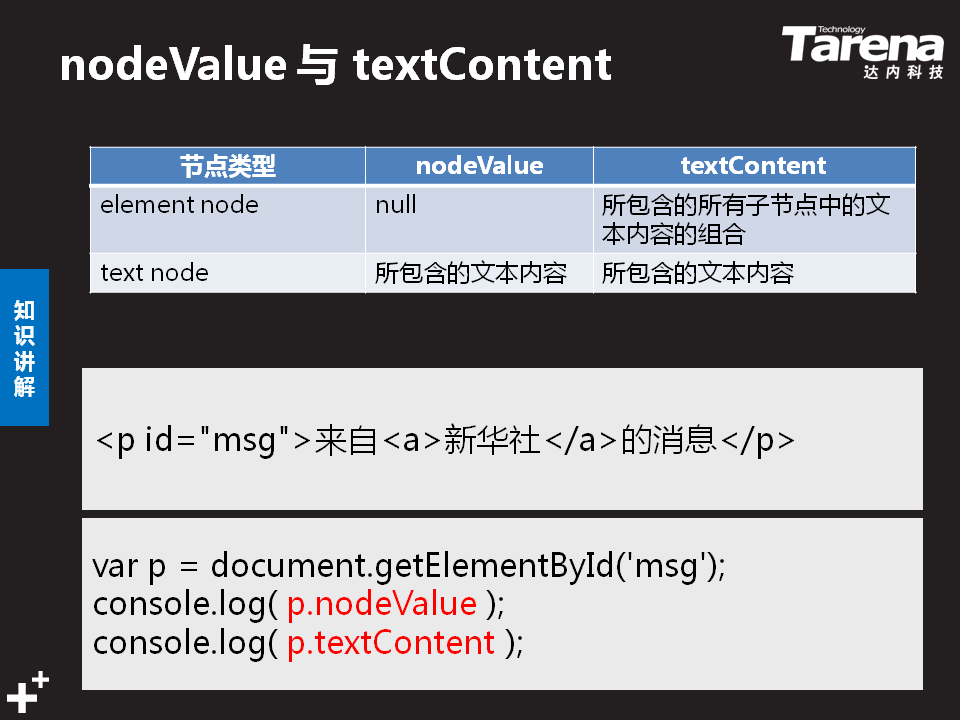 nodeValue 与 textContent
Technology
Tarena
达内科技
节点类型 nodeValue textContent
element node null 所包含的所有子节点中的文
本内容的组合
text node 所包含的文本内容 所包含的文本内容
知
识
讲
解
<p id="msg">来自<a>新华社</a>的消息</p>
var p = document.getElementById('msg');
console.log( p.nodeValue );
console.log( p.textContent );